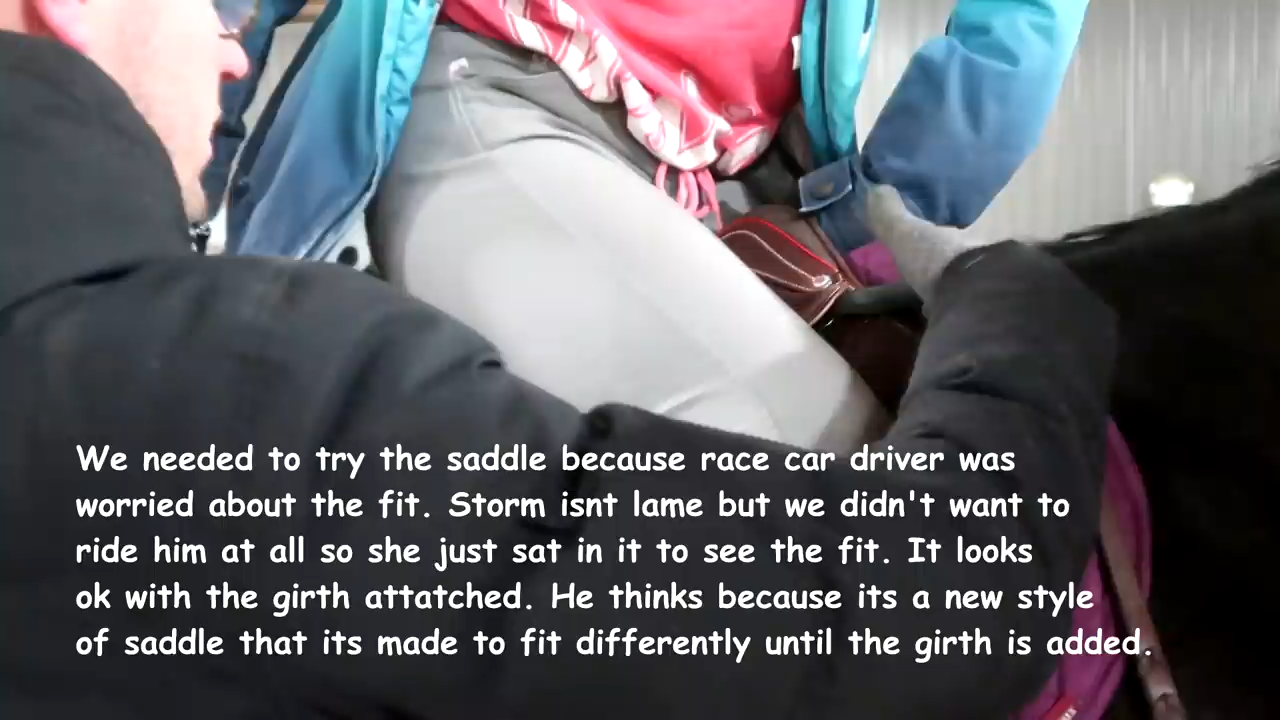 We needed to try the saddle because race car driver was
worried about the fit. Storm isnt lame but we didn't want to
ride him at all so she just sat in it to see the fit. It looks
ok with the girth attatched. He thinks because its a new style
of saddle that its made to fit differently until the girth is added.